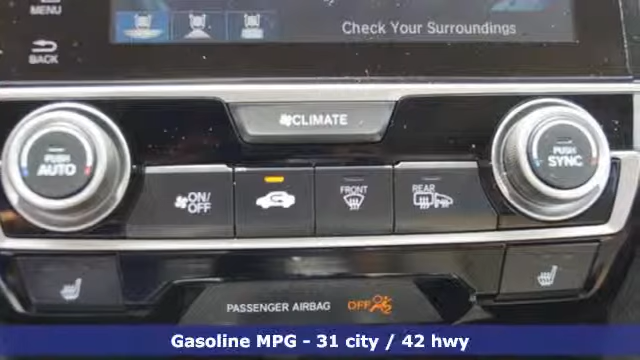 MENU
Check Your Surroundings
BACK
CLIMATE
PUSH
AUTO
PUSH
SYNC
ON/
OFF
FRONT
REAR
PASSENGER AIRBAG OFF
Gasoline MPG - 31 city / 42 hwy